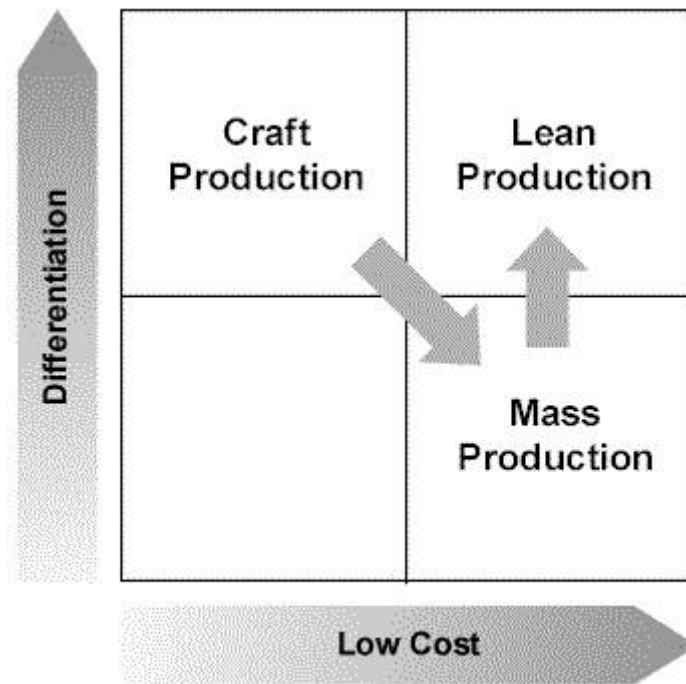 Craft
Production
Lean
Production
Differentiation
Mass
Production
Low Cost